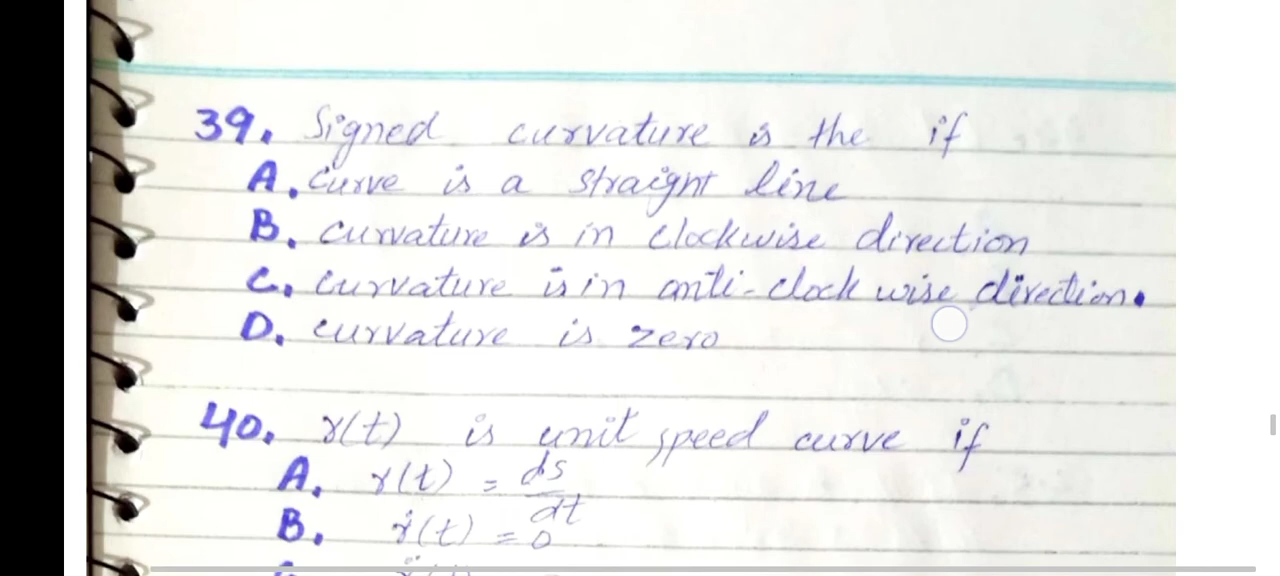 39. Signed curvature is the if
A. Curve is a straignt line
B. curvature is in clockwise direction
C. curvature is in anti-clock wise direction.
D. curvature is zero
40. γ(t) is unit speed curve if
A. γ(t) = ds/dt
B. γ̇(t) = 0